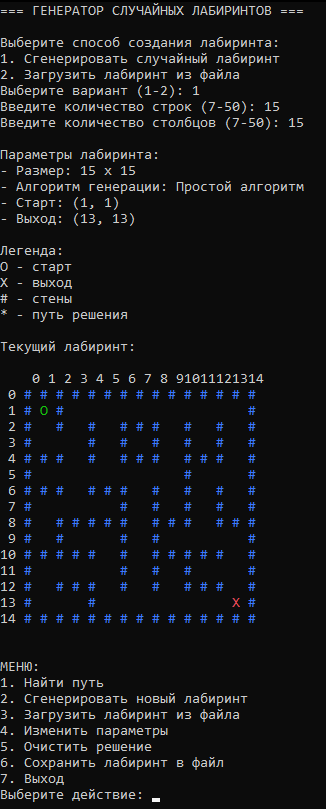 === ГЕНЕРАТОР СЛУЧАЙНЫХ ЛАБИРИНТОВ ===
Выберите способ создания лабиринта:
1. Сгенерировать случайный лабиринт
2. Загрузить лабиринт из файла
Выберите вариант (1-2): 1
Введите количество строк (7-50): 15
Введите количество столбцов (7-50): 15
Параметры лабиринта:
- Размер: 15 x 15
- Алгоритм генерации: Простой алгоритм
- Старт: (1, 1)
- Выход: (13, 13)
Легенда:
O - старт
X - выход
# - стены
* - путь решения
Текущий лабиринт:
    0 1 2 3 4 5 6 7 8 91011121314
 0 # # # # # # # # # # # # # # #
 1 # O #                       #
 2 #   #   #   # # #   #   #   #
 3 #       #   #   #   #   #   #
 4 # # #   #   # # #   # # #   #
 5 #                   #       #
 6 # # #   # # #   #   #   #   #
 7 #           #   #   #   #   #
 8 #   # # # # #   # # #   # # #
 9 #   #       #   #           #
10 # # # # #   #   # # # # #   #
11 #           #   #   #       #
12 #   # # #   #   #   # # #   #
13 #       #                 X #
14 # # # # # # # # # # # # # # #
МЕНЮ:
1. Найти путь
2. Сгенерировать новый лабиринт
3. Загрузить лабиринт из файла
4. Изменить параметры
5. Очистить решение
6. Сохранить лабиринт в файл
7. Выход
Выберите действие: